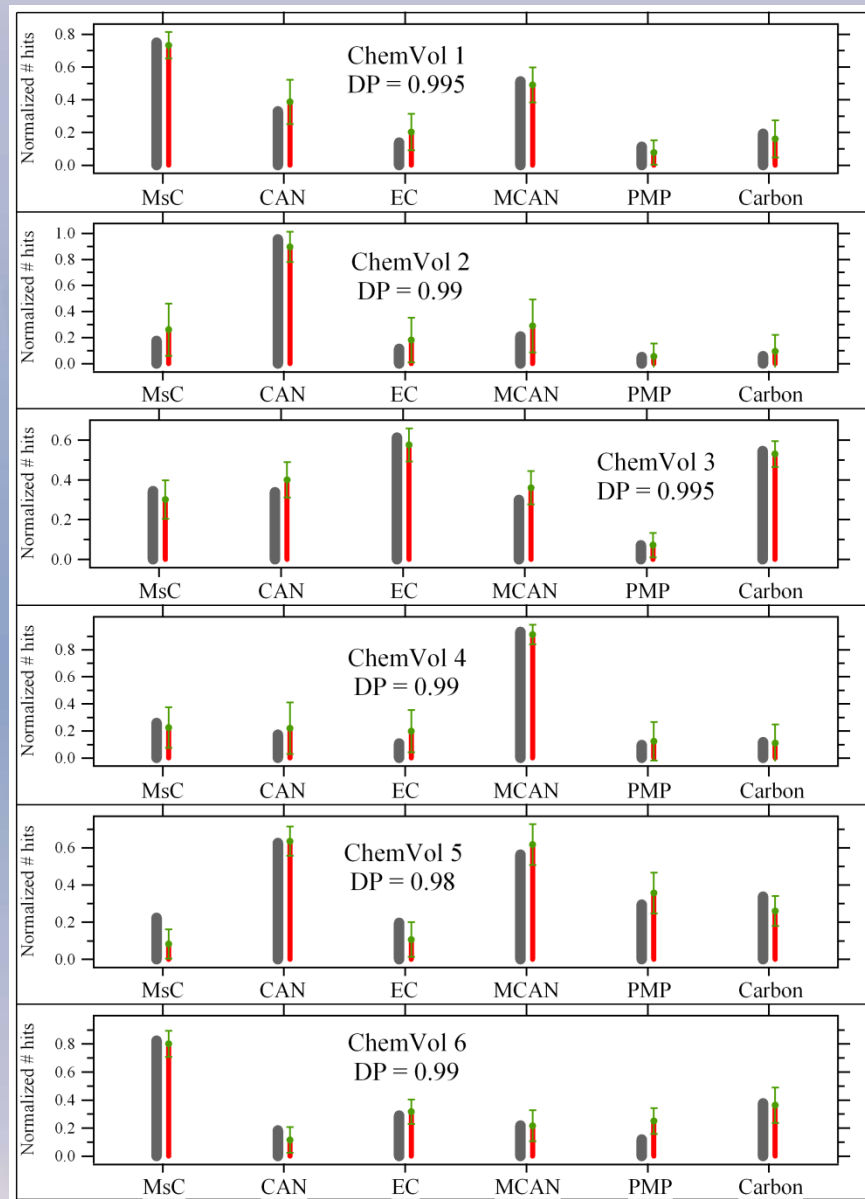 Normalized # hits
0.8
0.6
0.4
0.2
0.0
ChemVol 1
DP = 0.995
MsC CAN EC MCAN PMP Carbon
Normalized # hits
1.0
0.8
0.6
0.4
0.2
0.0
ChemVol 2
DP = 0.99
MsC CAN EC MCAN PMP Carbon
Normalized # hits
0.6
0.4
0.2
0.0
ChemVol 3
DP = 0.995
MsC CAN EC MCAN PMP Carbon
Normalized # hits
0.8
0.6
0.4
0.2
0.0
ChemVol 4
DP = 0.99
MsC CAN EC MCAN PMP Carbon
Normalized # hits
0.6
0.4
0.2
0.0
ChemVol 5
DP = 0.98
MsC CAN EC MCAN PMP Carbon
Normalized # hits
0.8
0.6
0.4
0.2
0.0
ChemVol 6
DP = 0.99
MsC CAN EC MCAN PMP Carbon